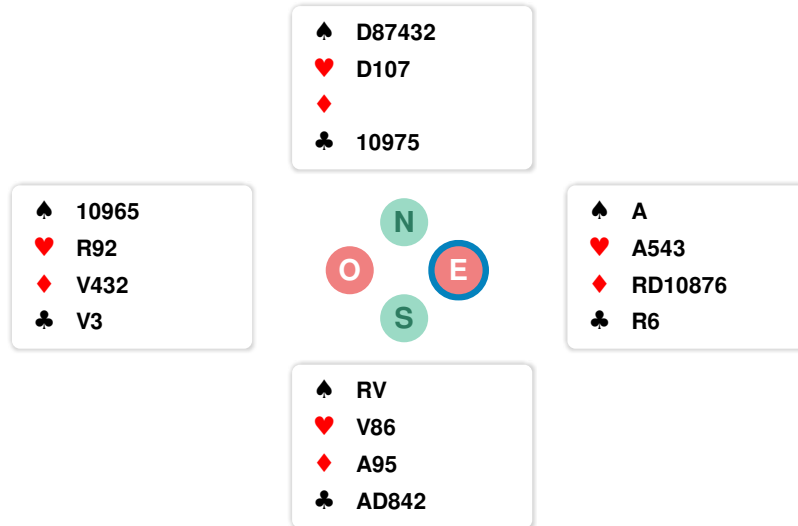 ♠ D87432
♥ D107
♦
♣ 10975
♠ 10965
♥ R92
♦ V432
♣ V3
N
O E
S
♠ A
♥ A543
♦ RD10876
♣ R6
♠ RV
♥ V86
♦ A95
♣ AD842